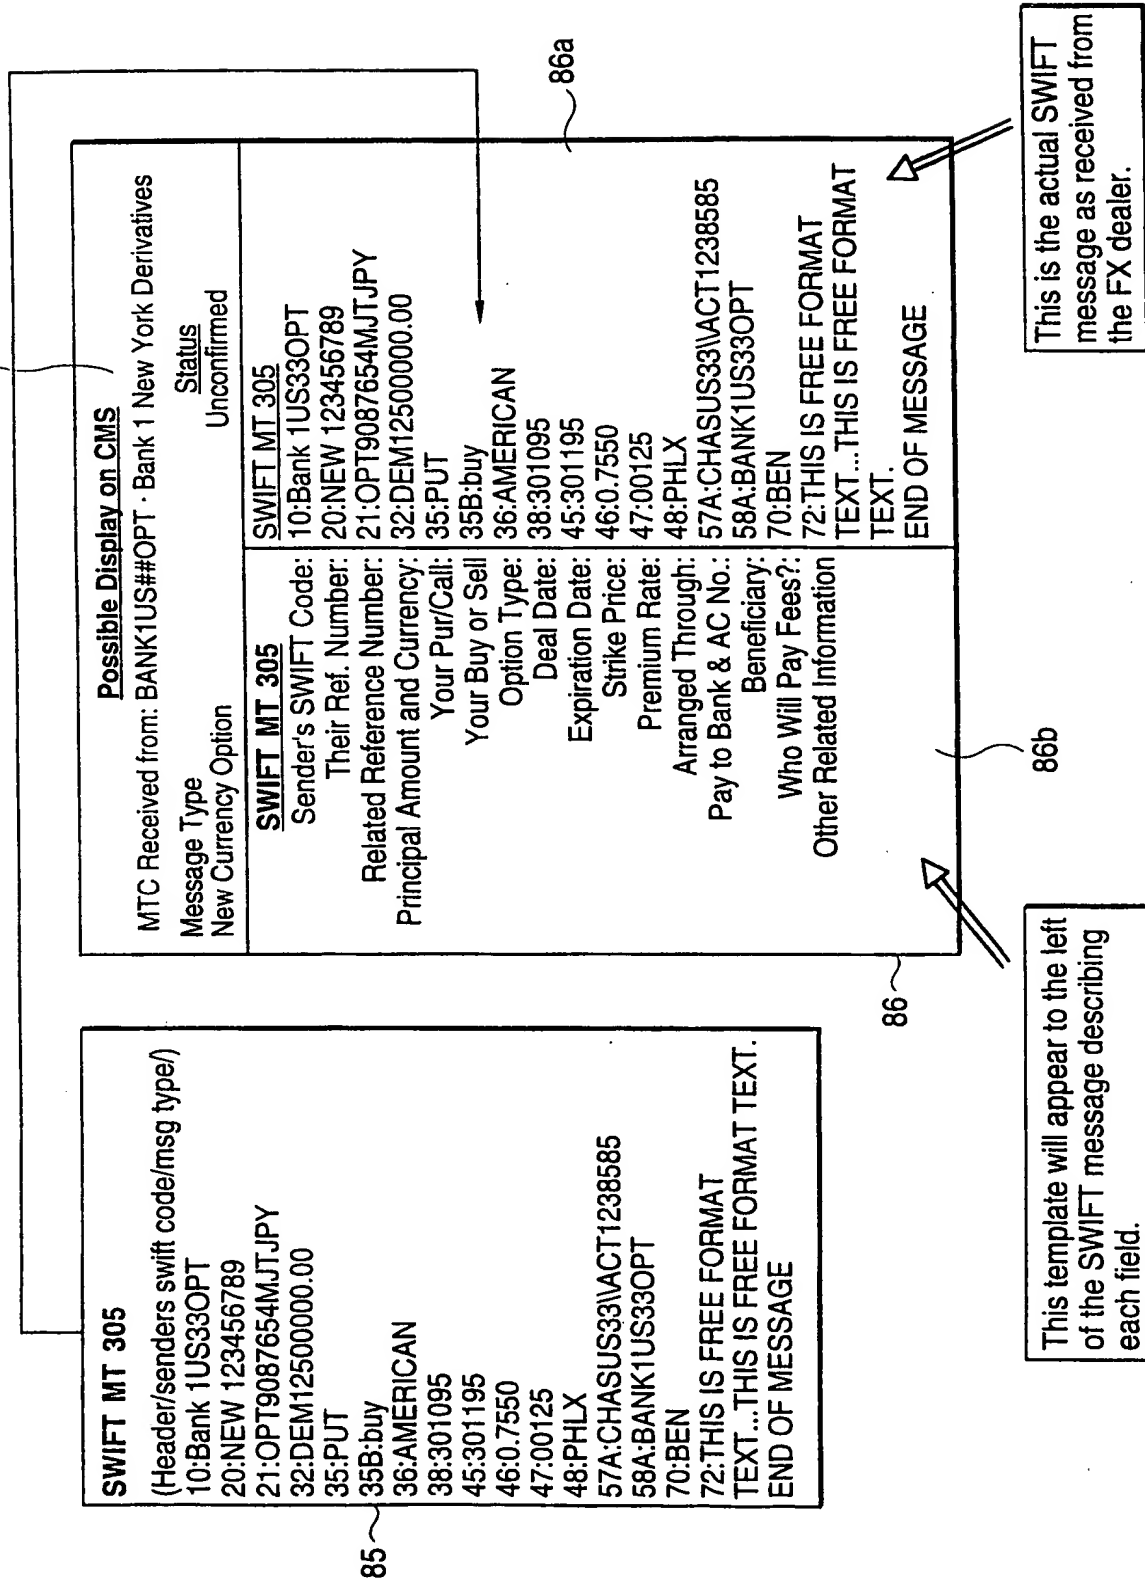 SWIFT MT 305
(Header/senders swift code/msg type/)
10:Bank 1US33OPT
20:NEW 123456789
21:OPT9087654MJTJPY
32:DEM12500000.00
35:PUT
35B:buy
36:AMERICAN
38:301095
45:301195
46:0.7550
47:00125
48:PHLX
57A:CHASUS33\ACT1238585
58A:BANK1US33OPT
70:BEN
72:THIS IS FREE FORMAT
TEXT...THIS IS FREE FORMAT TEXT.
END OF MESSAGE
85
Possible Display on CMS
MTC Received from: BANK1US##OPT · Bank 1 New York Derivatives
Message Type
New Currency Option
Status
Unconfirmed
SWIFT MT 305
Sender's SWIFT Code:
Their Ref. Number:
Related Reference Number:
Principal Amount and Currency:
Your Pur/Call:
Your Buy or Sell
Option Type:
Deal Date:
Expiration Date:
Strike Price:
Premium Rate:
Arranged Through:
Pay to Bank & AC No.:
Beneficiary:
Who Will Pay Fees?:
Other Related Information
SWIFT MT 305
10:Bank 1US33OPT
20:NEW 123456789
21:OPT9087654MJTJPY
32:DEM12500000.00
35:PUT
35B:buy
36:AMERICAN
38:301095
45:301195
46:0.7550
47:00125
48:PHLX
57A:CHASUS33\ACT1238585
58A:BANK1US33OPT
70:BEN
72:THIS IS FREE FORMAT
TEXT...THIS IS FREE FORMAT
TEXT.
END OF MESSAGE
86
86a
86b
This template will appear to the left
of the SWIFT message describing
each field.
This is the actual SWIFT
message as received from
the FX dealer.